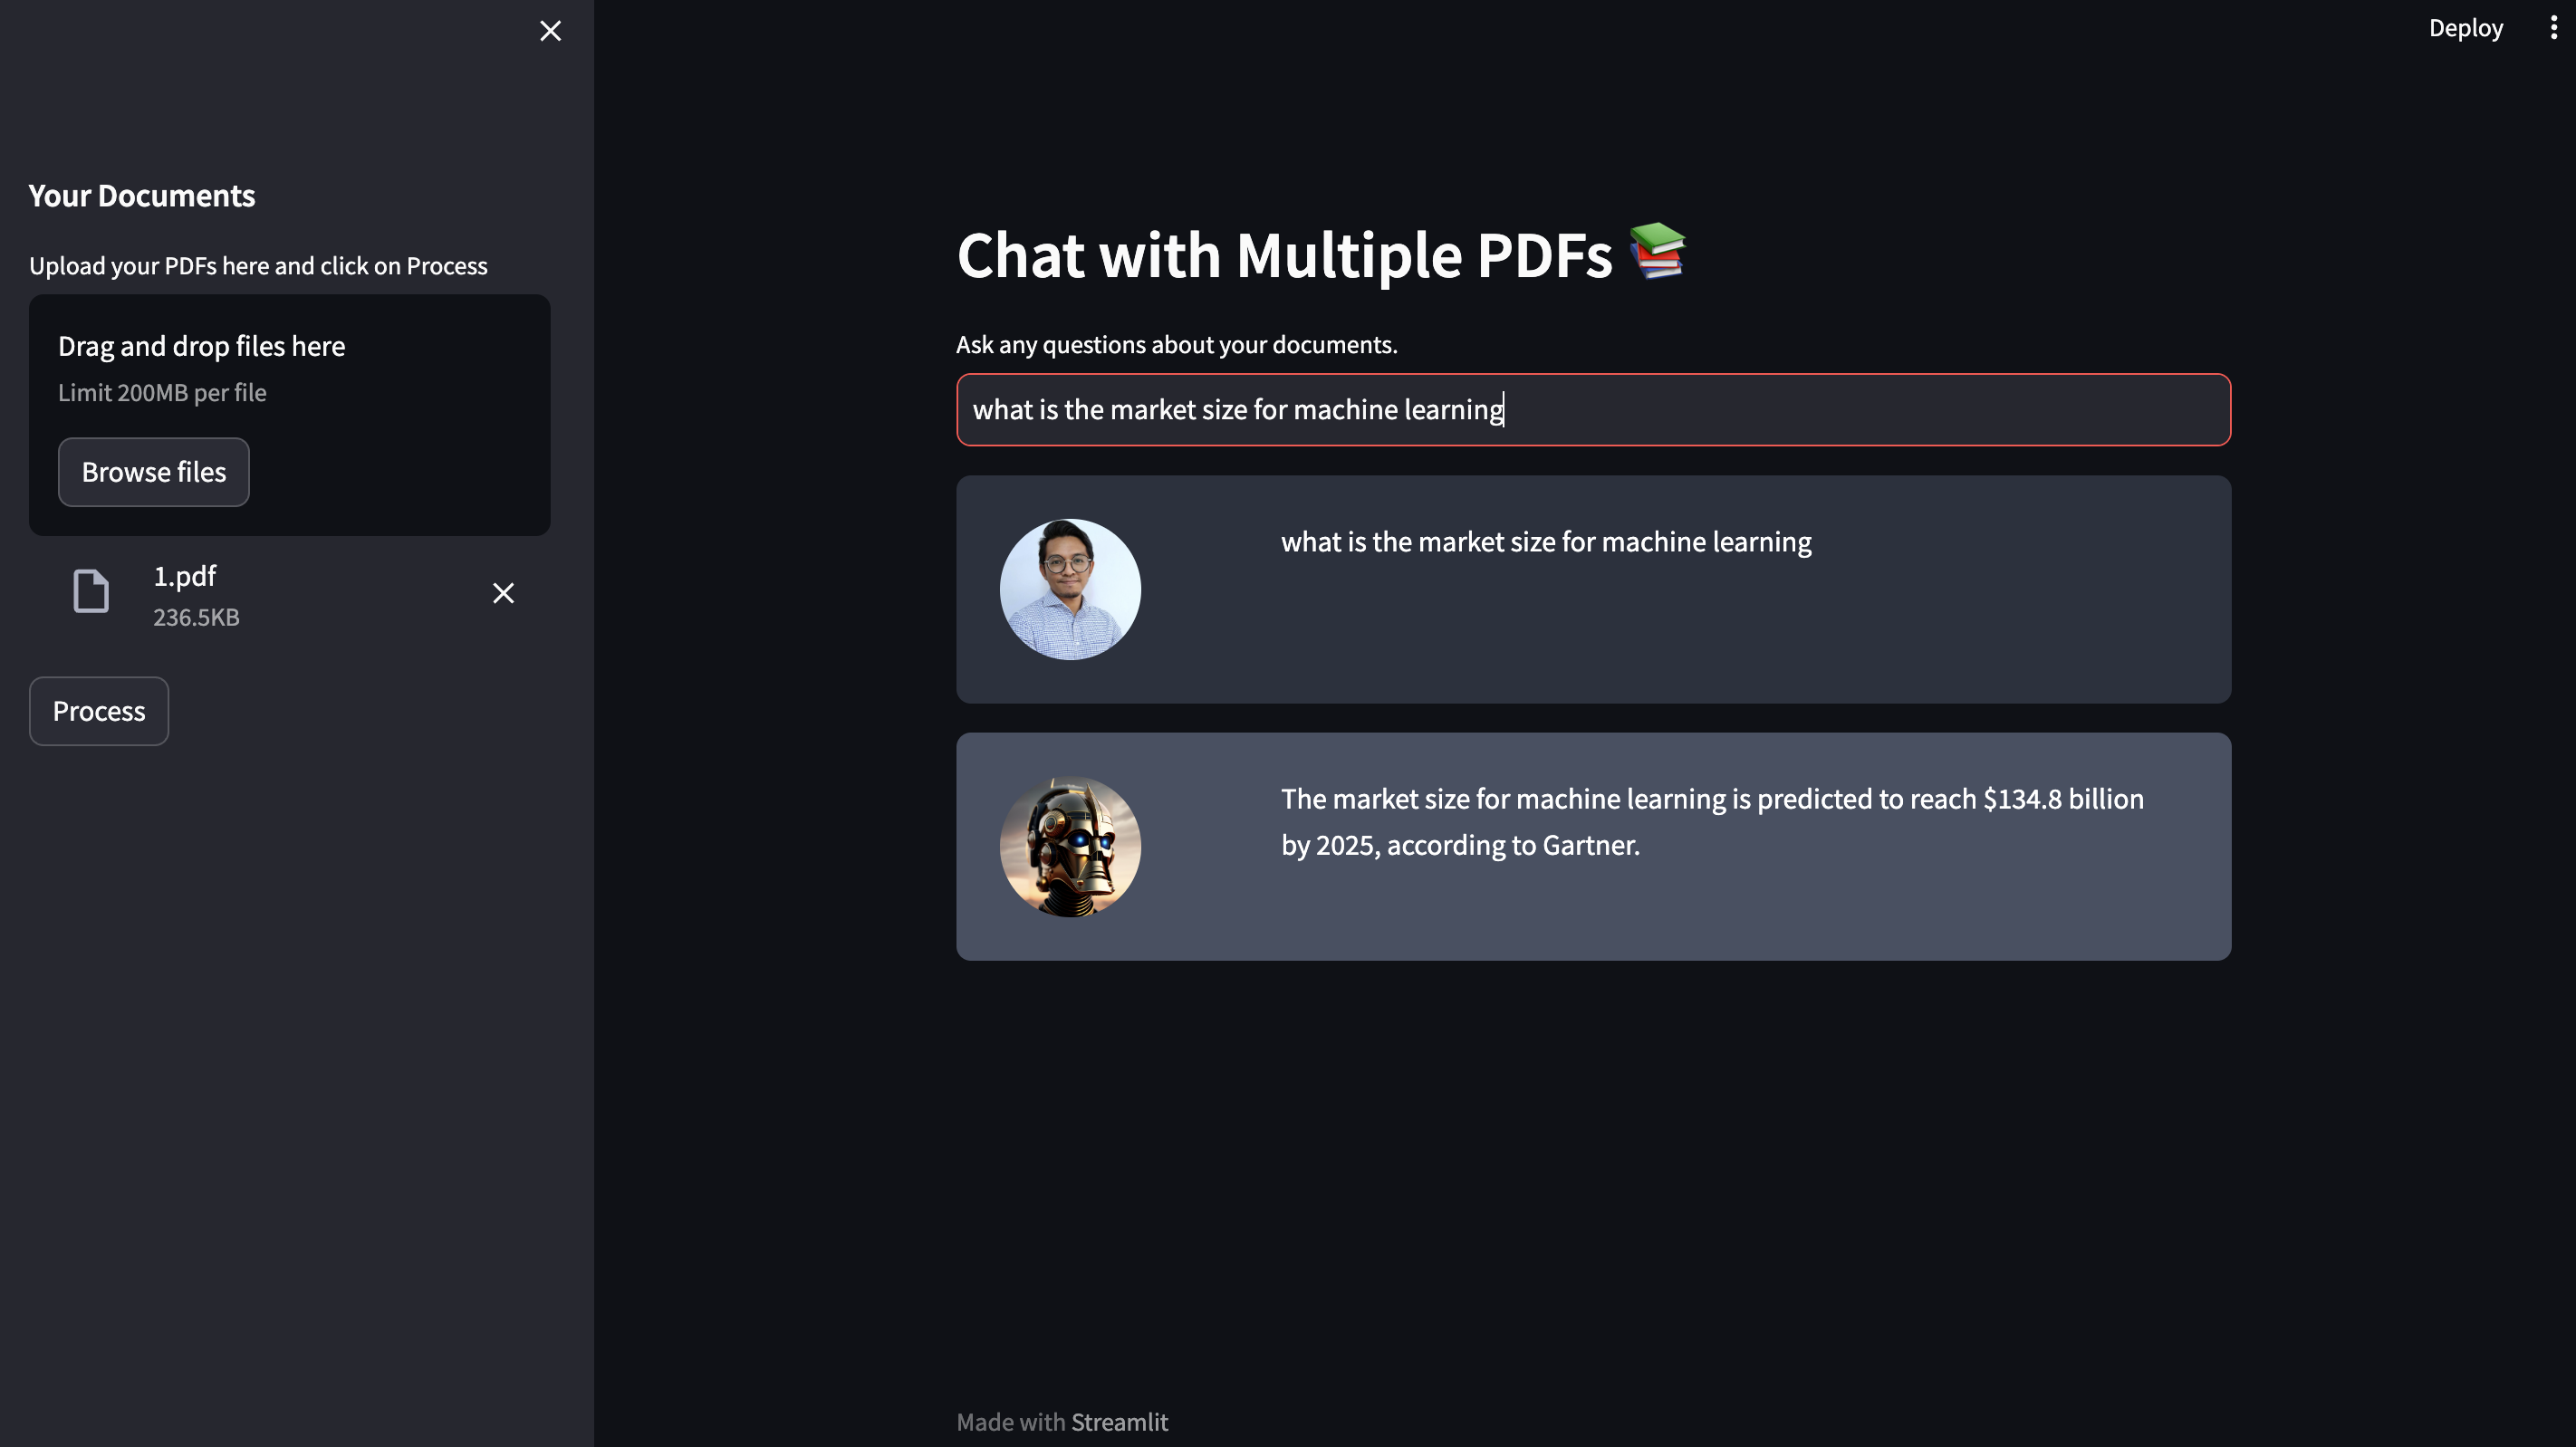 Deploy
Your Documents
Upload your PDFs here and click on Process
Drag and drop files here
Limit 200MB per file
Browse files
1.pdf
236.5KB
Process
Chat with Multiple PDFs
Ask any questions about your documents.
what is the market size for machine learning
what is the market size for machine learning
The market size for machine learning is predicted to reach $134.8 billion
by 2025, according to Gartner.
Made with Streamlit